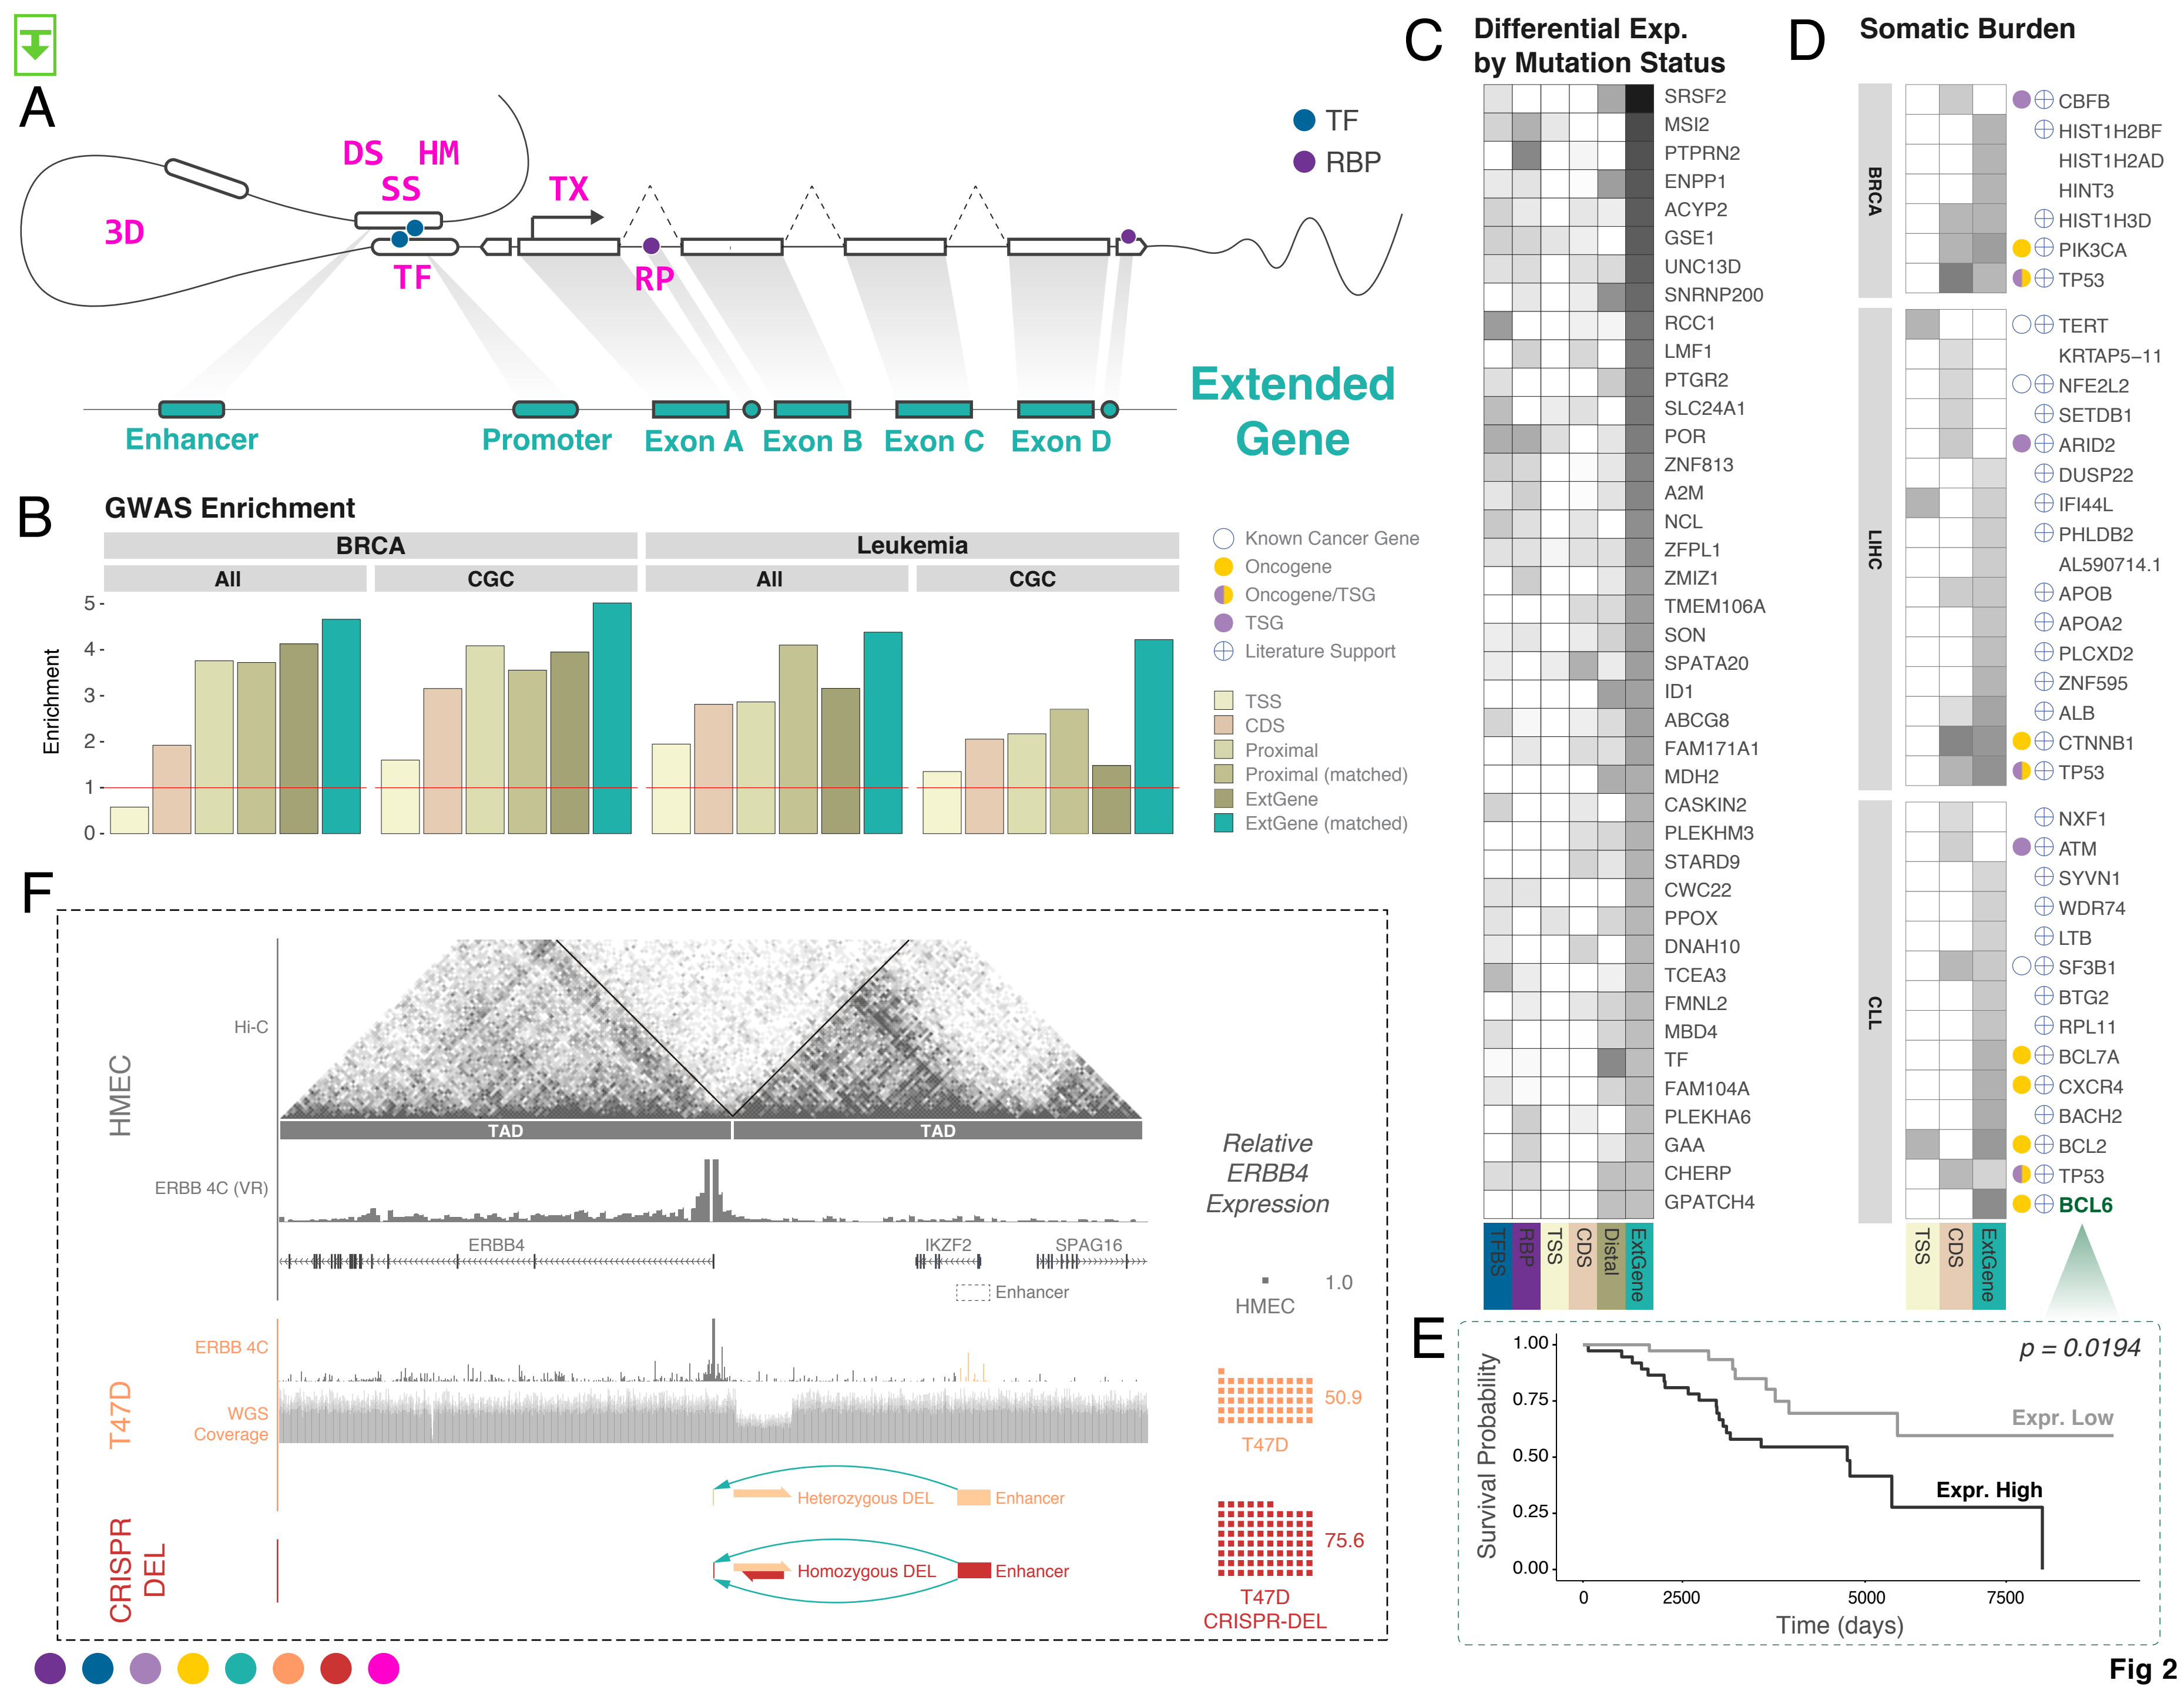 A
DS HM
SS
3D
TX
TF
RP
TF
RBP
Extended
Gene
Enhancer
Promoter
Exon A
Exon B
Exon C
Exon D
B
GWAS Enrichment
BRCA
Leukemia
All
CGC
All
CGC
Enrichment
5
4
3
2
1
0
Known Cancer Gene
Oncogene
Oncogene/TSG
TSG
Literature Support
TSS
CDS
Proximal
Proximal (matched)
ExtGene
ExtGene (matched)
C
Differential Exp.
by Mutation Status
SRSF2
MSI2
PTPRN2
ENPP1
ACYP2
GSE1
UNC13D
SNRNP200
RCC1
LMF1
PTGR2
SLC24A1
POR
ZNF813
A2M
NCL
ZFPL1
ZMIZ1
TMEM106A
SON
SPATA20
ID1
ABCG8
FAM171A1
MDH2
CASKIN2
PLEKHM3
STARD9
CWC22
PPOX
DNAH10
TCEA3
FMNL2
MBD4
TF
FAM104A
PLEKHA6
GAA
CHERP
GPATCH4
TFBS
RBP
TSS
CDS
Distal
ExtGene
D
Somatic Burden
BRCA
CBFB
HIST1H2BF
HIST1H2AD
HINT3
HIST1H3D
PIK3CA
TP53
LIHC
TERT
KRTAP5–11
NFE2L2
SETDB1
ARID2
DUSP22
IFI44L
PHLDB2
AL590714.1
APOB
APOA2
PLCXD2
ZNF595
ALB
CTNNB1
TP53
CLL
NXF1
ATM
SYVN1
WDR74
LTB
SF3B1
BTG2
RPL11
BCL7A
CXCR4
BACH2
BCL2
TP53
BCL6
TSS
CDS
ExtGene
E
Survival Probability
1.00
0.75
0.50
0.25
0.00
p = 0.0194
Expr. Low
Expr. High
0
2500
5000
7500
Time (days)
F
HMEC
Hi-C
TAD
TAD
ERBB 4C (VR)
ERBB4
IKZF2
SPAG16
Enhancer
Relative
ERBB4
Expression
1.0
HMEC
T47D
ERBB 4C
WGS
Coverage
50.9
T47D
Heterozygous DEL
Enhancer
CRISPR
DEL
Homozygous DEL
Enhancer
75.6
T47D
CRISPR-DEL
Fig 2